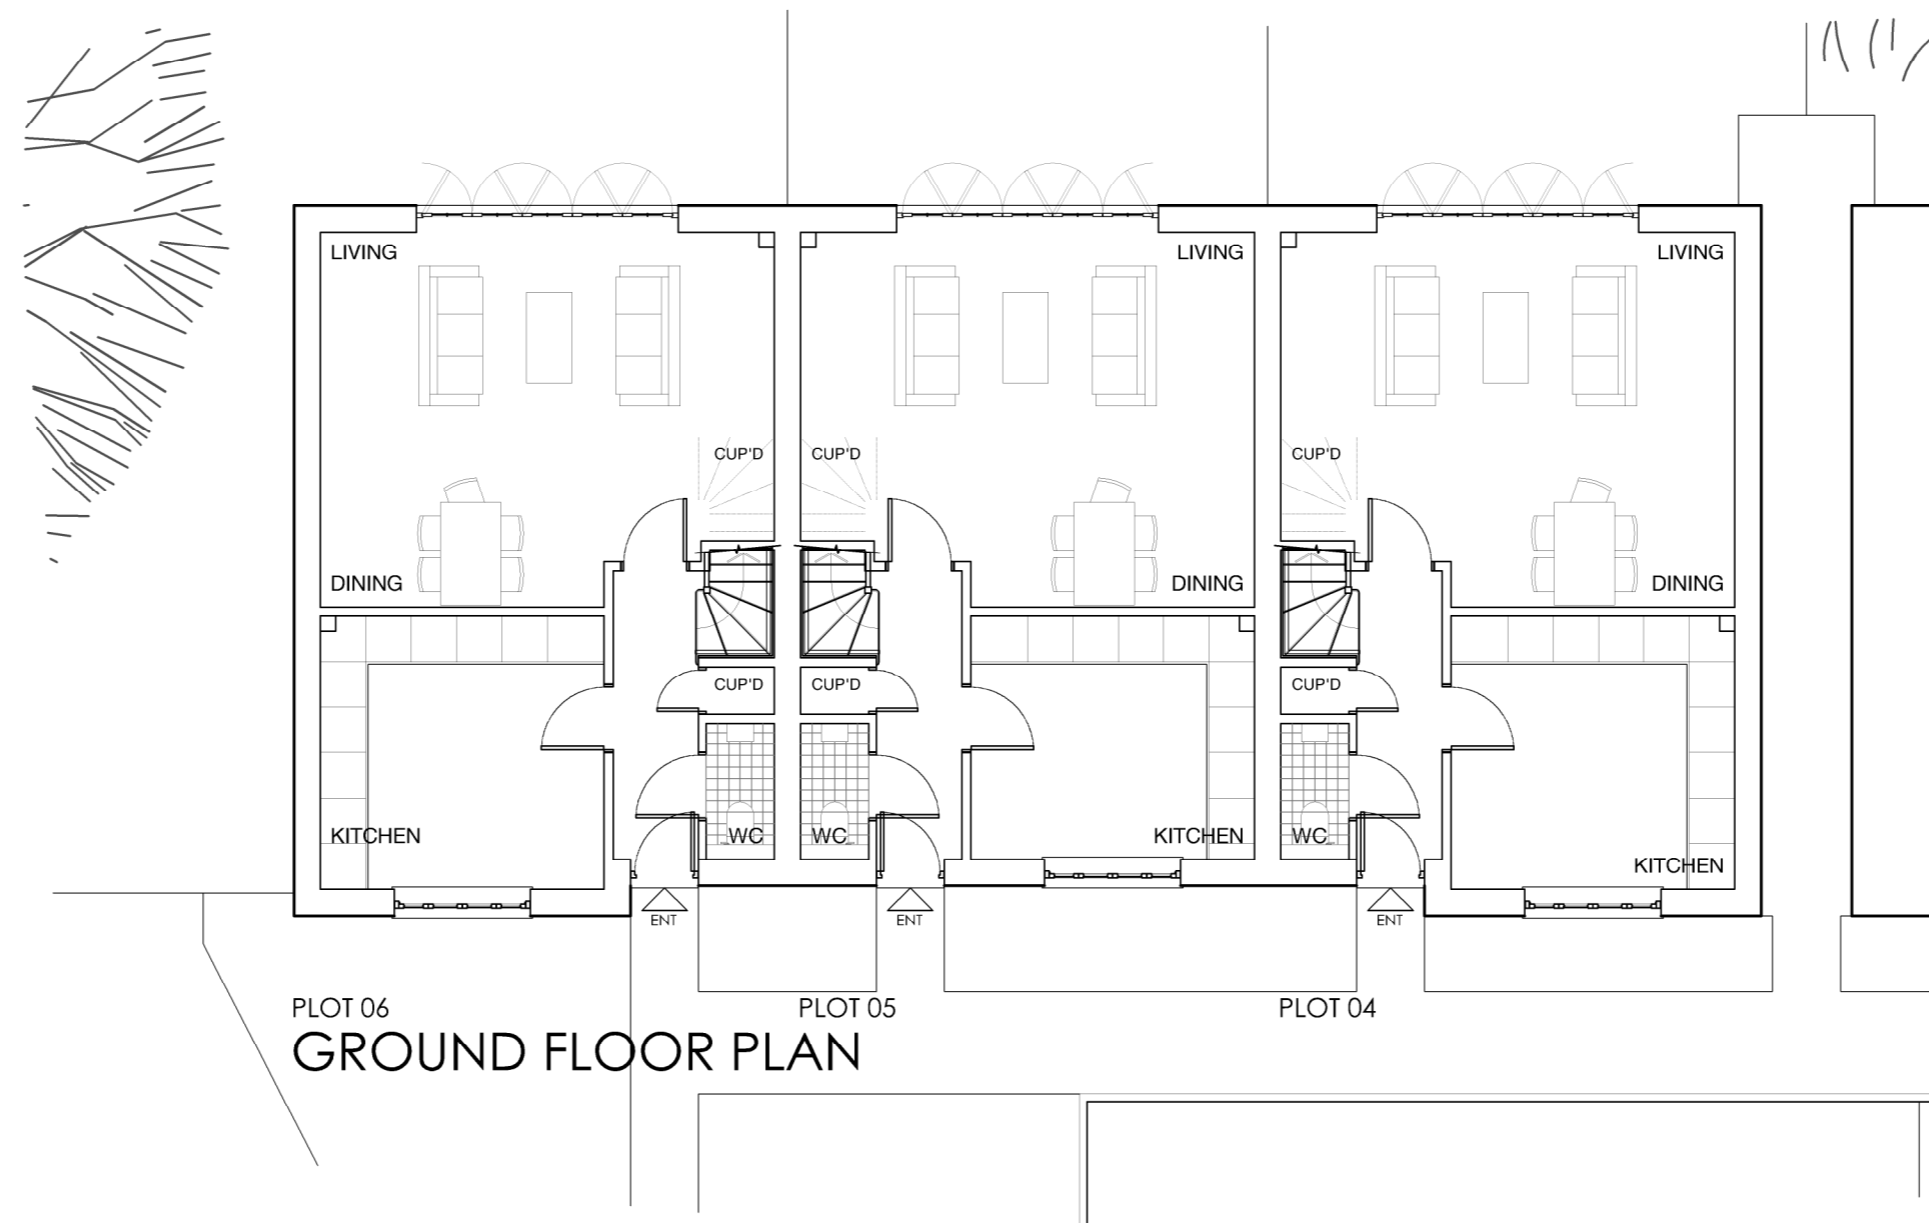 LIVING
LIVING
LIVING
CUP'D
CUP'D
CUP'D
DINING
DINING
DINING
CUP'D
CUP'D
CUP'D
KITCHEN
WC
WC
KITCHEN
WC
KITCHEN
ENT
ENT
ENT
PLOT 06
PLOT 05
PLOT 04
GROUND FLOOR PLAN